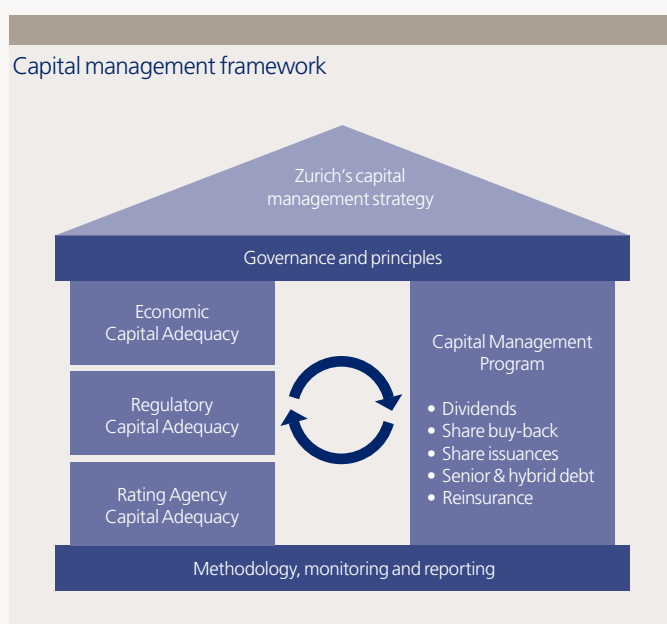 Capital management framework
Zurich's capital
management strategy
Governance and principles
Economic
Capital Adequacy
Regulatory
Capital Adequacy
Rating Agency
Capital Adequacy
Capital Management
Program
• Dividends
• Share buy-back
• Share issuances
• Senior & hybrid debt
• Reinsurance
Methodology, monitoring and reporting